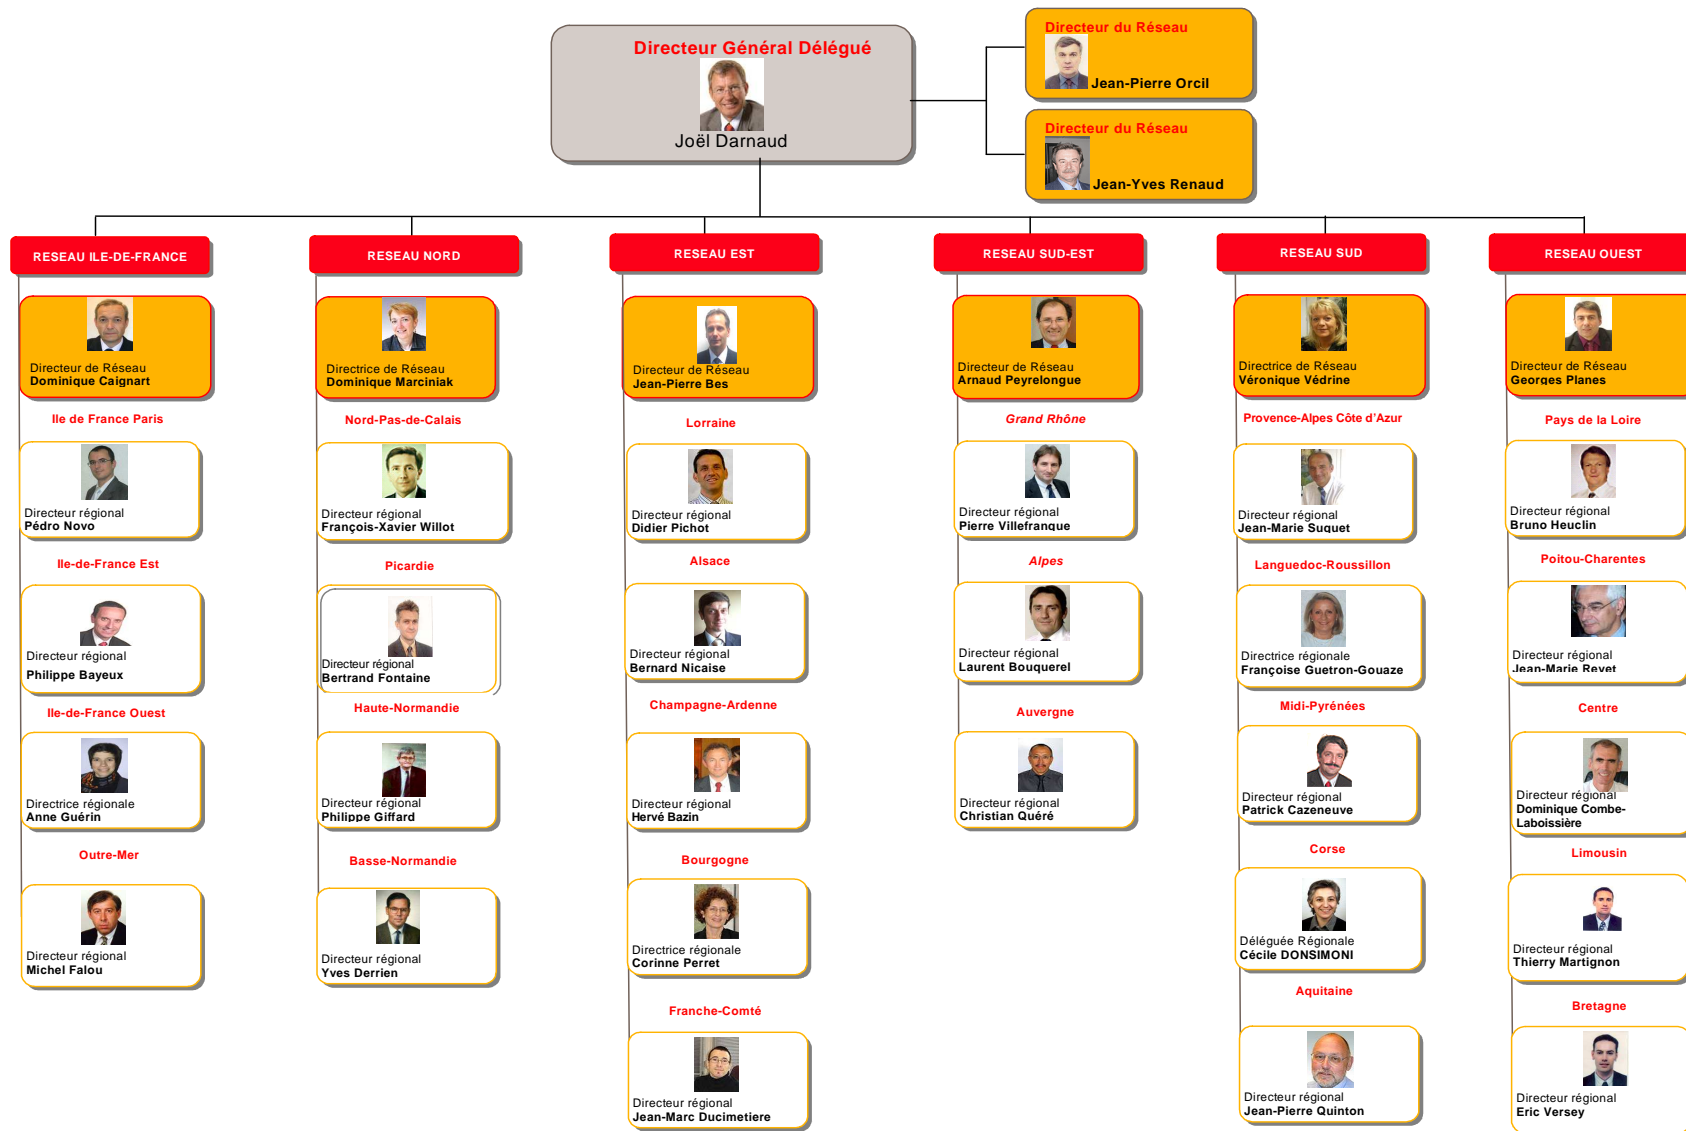 Directeur Général Délégué
Joël Darnaud
Directeur du Réseau
Jean-Pierre Orcil
Directeur du Réseau
Jean-Yves Renaud
RESEAU ILE-DE-FRANCE
Directeur de Réseau
Dominique Caignart
Ile de France Paris
Directeur régional
Pédro Novo
Ile-de-France Est
Directeur régional
Philippe Bayeux
Ile-de-France Ouest
Directrice régionale
Anne Guérin
Outre-Mer
Directeur régional
Michel Falou
RESEAU NORD
Directrice de Réseau
Dominique Marciniak
Nord-Pas-de-Calais
Directeur régional
François-Xavier Willot
Picardie
Directeur régional
Bertrand Fontaine
Haute-Normandie
Directeur régional
Philippe Giffard
Basse-Normandie
Directeur régional
Yves Derrien
RESEAU EST
Directeur de Réseau
Jean-Pierre Bes
Lorraine
Directeur régional
Didier Pichot
Alsace
Directeur régional
Bernard Nicaise
Champagne-Ardenne
Directeur régional
Hervé Bazin
Bourgogne
Directrice régionale
Corinne Perret
Franche-Comté
Directeur régional
Jean-Marc Ducimetiere
RESEAU SUD-EST
Directeur de Réseau
Arnaud Peyrelongue
Grand Rhône
Directeur régional
Pierre Villefranque
Alpes
Directeur régional
Laurent Bouquerel
Auvergne
Directeur régional
Christian Quéré
RESEAU SUD
Directrice de Réseau
Véronique Védrine
Provence-Alpes Côte d'Azur
Directeur régional
Jean-Marie Suquet
Languedoc-Roussillon
Directrice régionale
Françoise Guetron-Gouaze
Midi-Pyrénées
Directeur régional
Patrick Cazeneuve
Corse
Déléguée Régionale
Cécile DONSIMONI
Aquitaine
Directeur régional
Jean-Pierre Quinton
RESEAU OUEST
Directeur de Réseau
Georges Planes
Pays de la Loire
Directeur régional
Bruno Heuclin
Poitou-Charentes
Directeur régional
Jean-Marie
Centre
Directeur régional
Dominique Combe-
Laboissière
Limousin
Directeur régional
Thierry Martignon
Bretagne
Directeur régional
Eric Versey